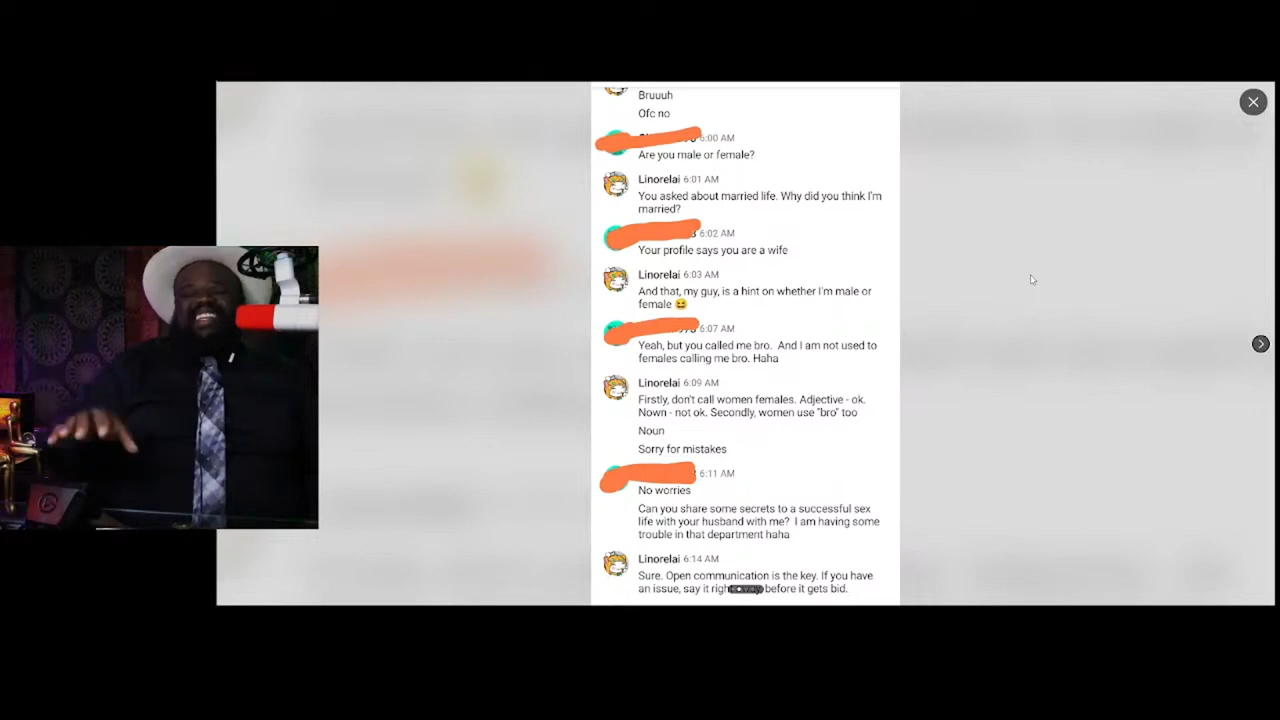 Bruuuh
Ofc no
6:00 AM
Are you male or female?
Linorelai 6:01 AM
You asked about married life. Why did you think I'm
married?
6:02 AM
Your profile says you are a wife
Linorelai 6:03 AM
And that, my guy, is a hint on whether I'm male or
female 😆
6:07 AM
Yeah, but you called me bro. And I am not used to
females calling me bro. Haha
Linorelai 6:09 AM
Firstly, don't call women females. Adjective - ok.
Nown - not ok. Secondly, women use "bro" too
Noun
Sorry for mistakes
6:11 AM
No worries
Can you share some secrets to a successful sex
life with your husband with me? I am having some
trouble in that department haha
Linorelai 6:14 AM
Sure. Open communication is the key. If you have
an issue, say it right before it gets bid.